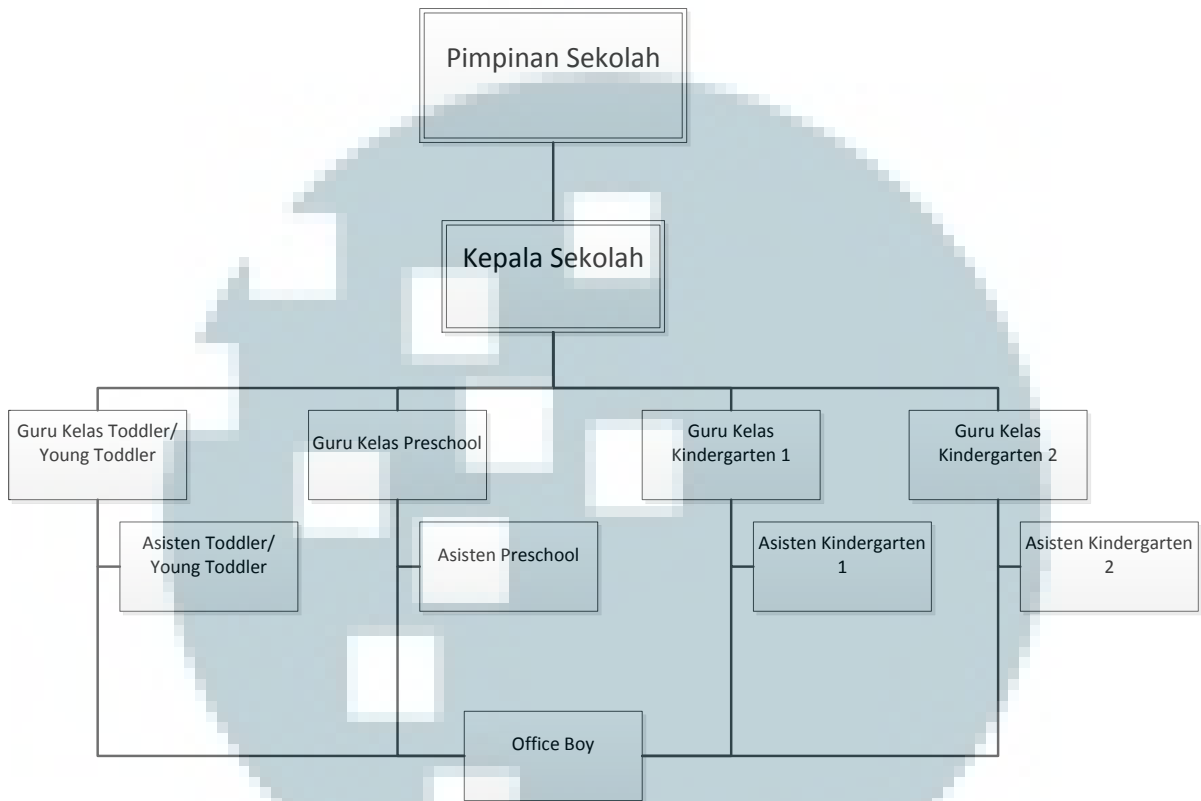 Pimpinan Sekolah
Kepala Sekolah
Guru Kelas Toddler/
Young Toddler
Guru Kelas Preschool
Guru Kelas
Kindergarten 1
Guru Kelas
Kindergarten 2
Asisten Toddler/
Young Toddler
Asisten Preschool
Asisten Kindergarten
1
Asisten Kindergarten
2
Office Boy